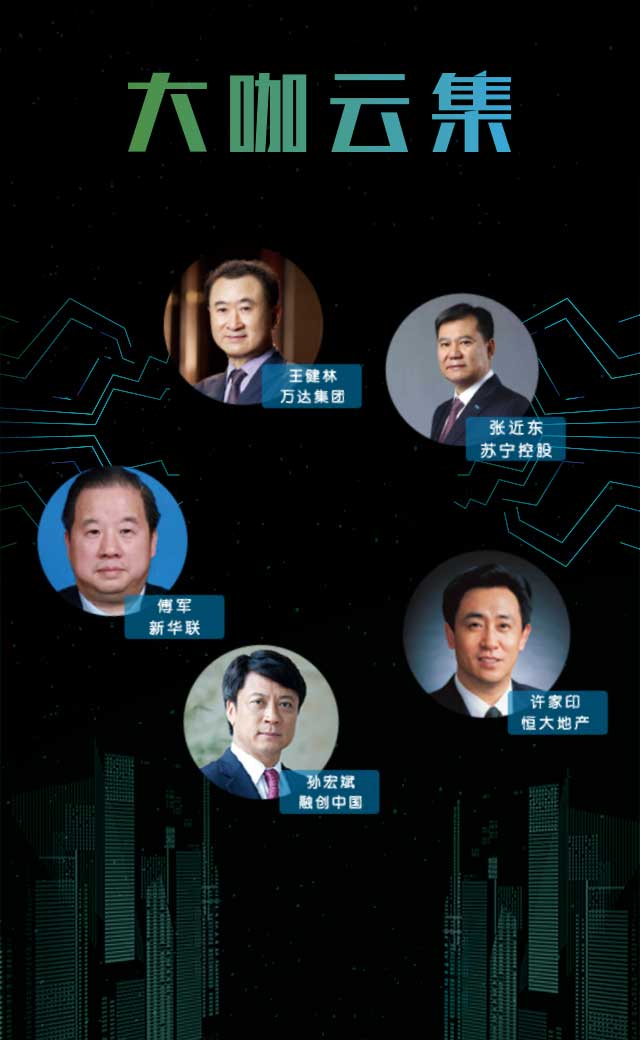 大咖云集
王健林
万达集团
张近东
苏宁控股
傅军
新华联
许家印
恒大地产
孙宏斌
融创中国